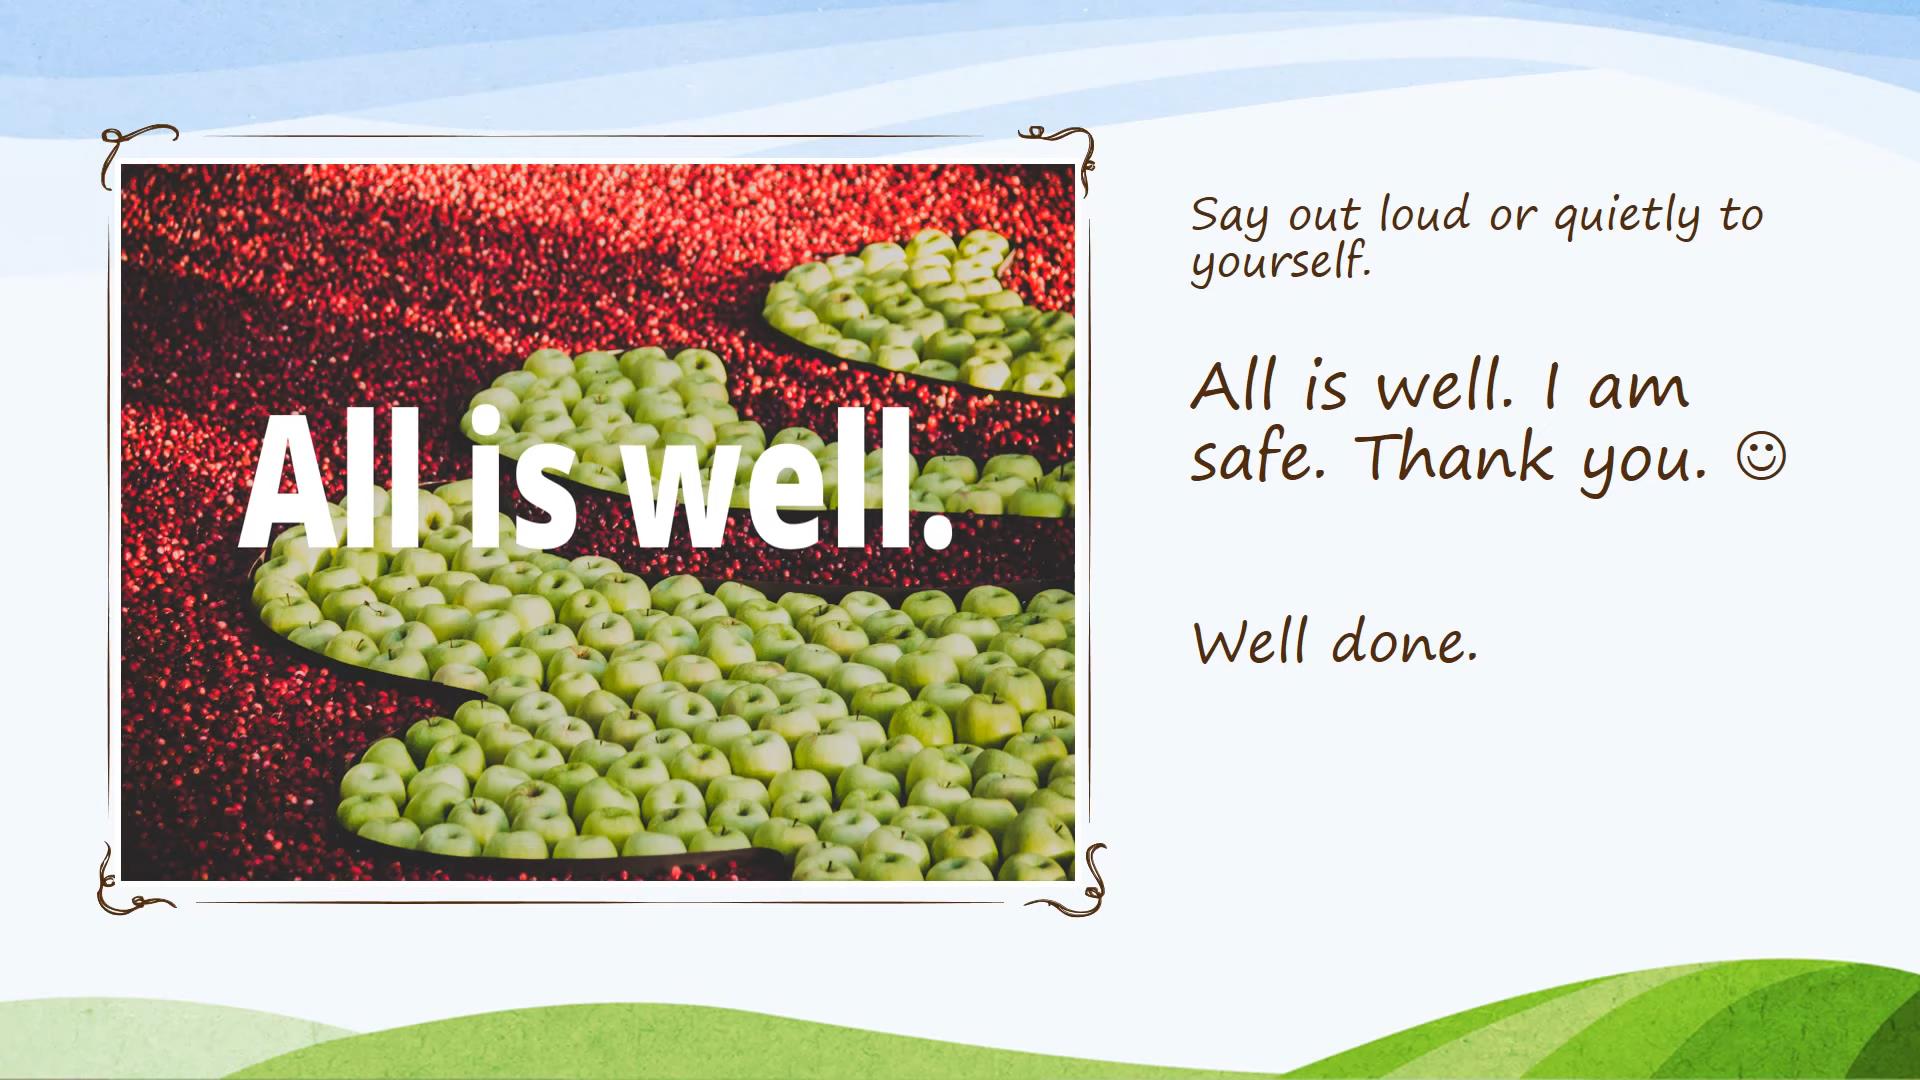 All is well.
Say out loud or quietly to
yourself.
All is well. I am
safe. Thank you. ☺
Well done.